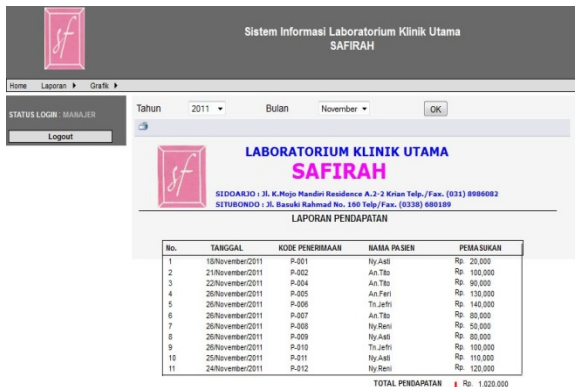 sf
Sistem Informasi Laboratorium Klinik Utama
SAFIRAH
Home Laporan Grafik
STATUS LOGIN : MANAJER
Logout
Tahun 2011 Bulan November OK
sf
LABORATORIUM KLINIK UTAMA
SAFIRAH
SIDOARJO : Jl. K.Mojo Mandiri Residence A.2-2 Krian Telp./Fax. (031) 8986082
SITUBONDO : Jl. Basuki Rahmad No. 160 Telp/Fax. (0338) 680189
LAPORAN PENDAPATAN
No. TANGGAL KODE PENERIMAAN NAMA PASIEN PEMASUKAN
1 18/November/2011 P-001 Ny.Asti Rp. 20,000
2 21/November/2011 P-002 An.Tito Rp. 100,000
3 22/November/2011 P-004 An.Tito Rp. 90,000
4 26/November/2011 P-005 An.Feri Rp. 130,000
5 26/November/2011 P-006 Tn.Jefri Rp. 140,000
6 26/November/2011 P-007 An.Tito Rp. 80,000
7 26/November/2011 P-008 Ny.Reni Rp. 50,000
8 26/November/2011 P-009 Ny.Asti Rp. 80,000
9 26/November/2011 P-010 Tn.Jefri Rp. 100,000
10 25/November/2011 P-011 Ny.Asti Rp. 110,000
11 24/November/2011 P-012 Ny.Reni Rp. 120,000
TOTAL PENDAPATAN Rp. 1,020,000